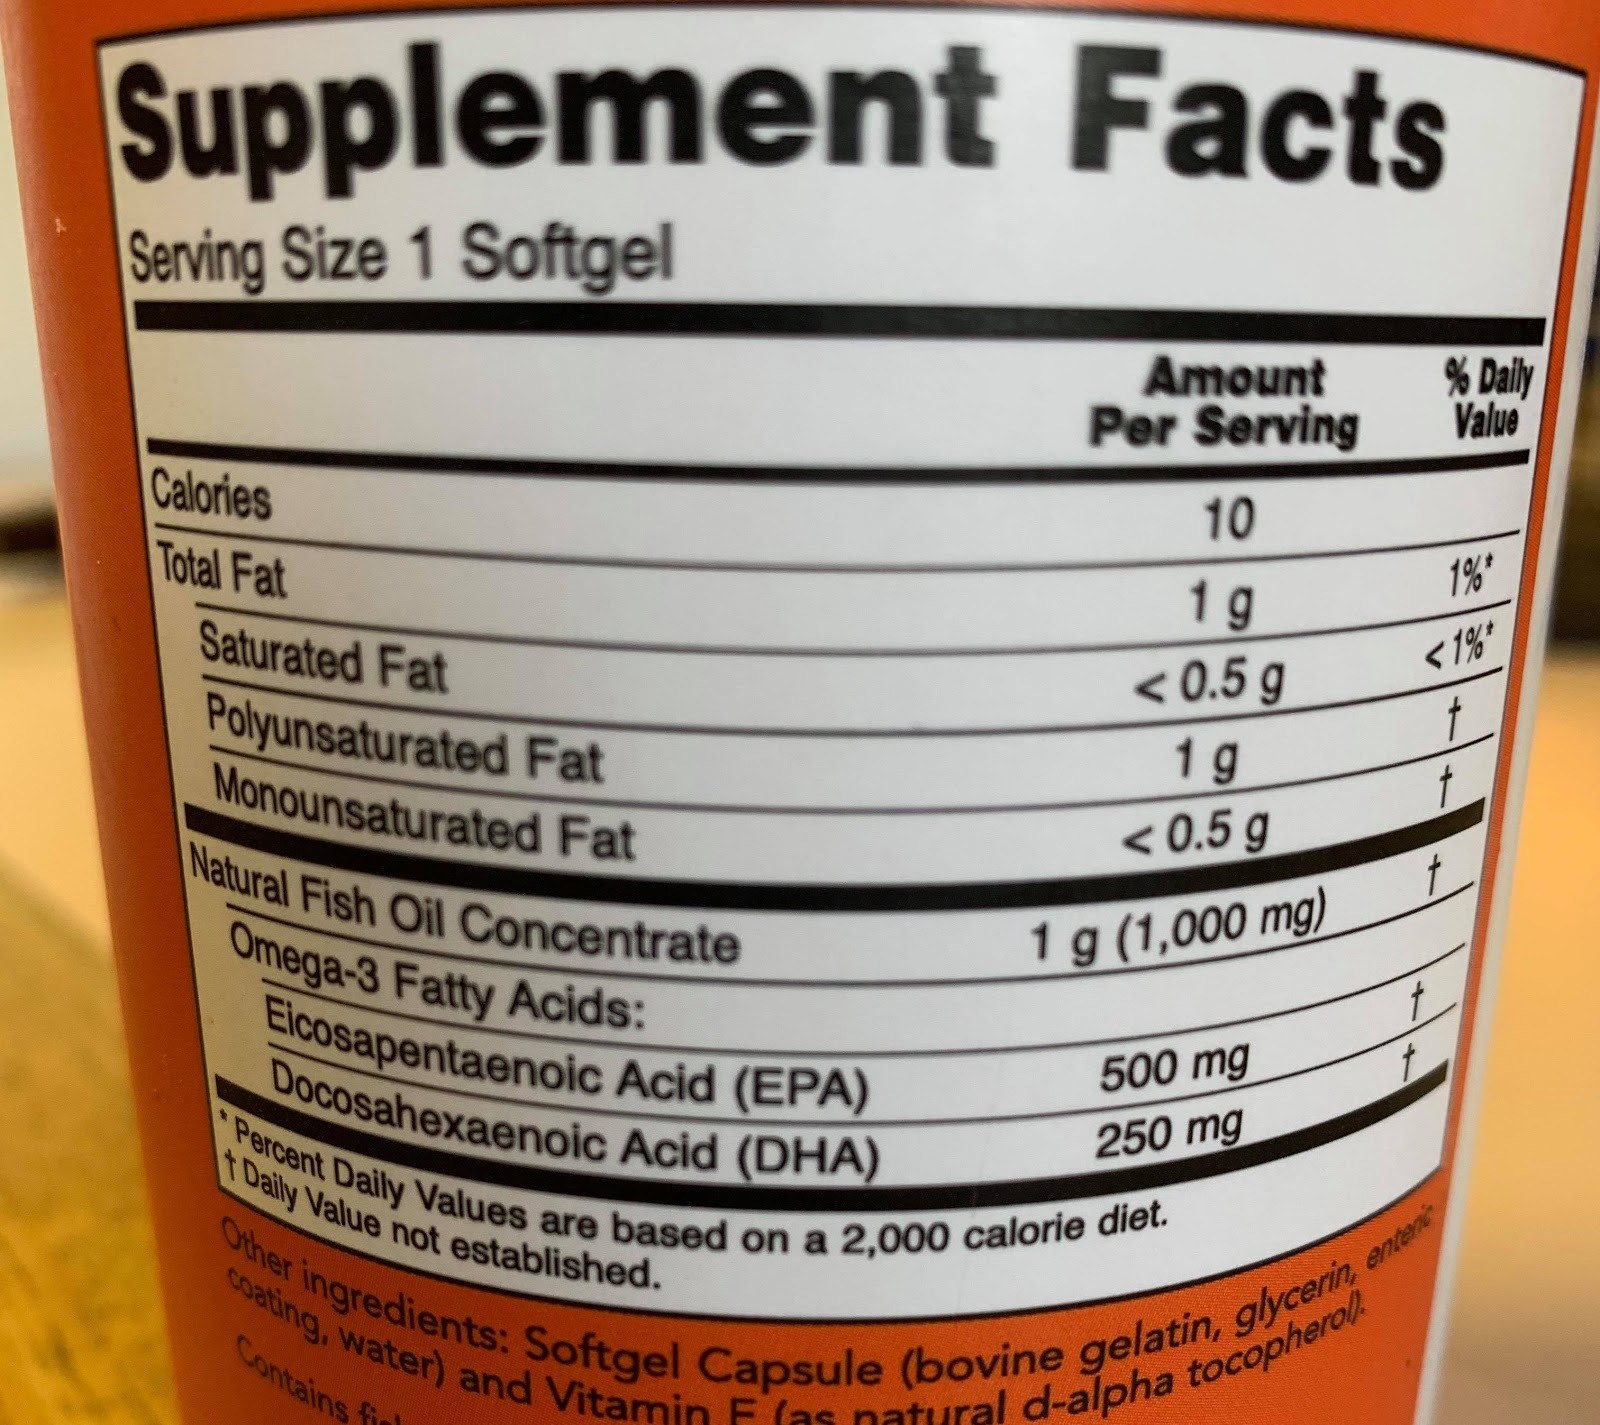 Supplement Facts
Serving Size 1 Softgel
Amount Per Serving % Daily Value
Calories 10
Total Fat 1 g 1%*
Saturated Fat < 0.5 g < 1%*
Polyunsaturated Fat 1 g †
Monounsaturated Fat < 0.5 g †
Natural Fish Oil Concentrate 1 g (1,000 mg) †
Omega-3 Fatty Acids:
Eicosapentaenoic Acid (EPA) 500 mg †
Docosahexaenoic Acid (DHA) 250 mg †
* Percent Daily Values are based on a 2,000 calorie diet.
† Daily Value not established.
Other ingredients: Softgel Capsule (bovine gelatin, glycerin, enteric
coating, water) and Vitamin E (as natural d-alpha tocopherol).
Contains